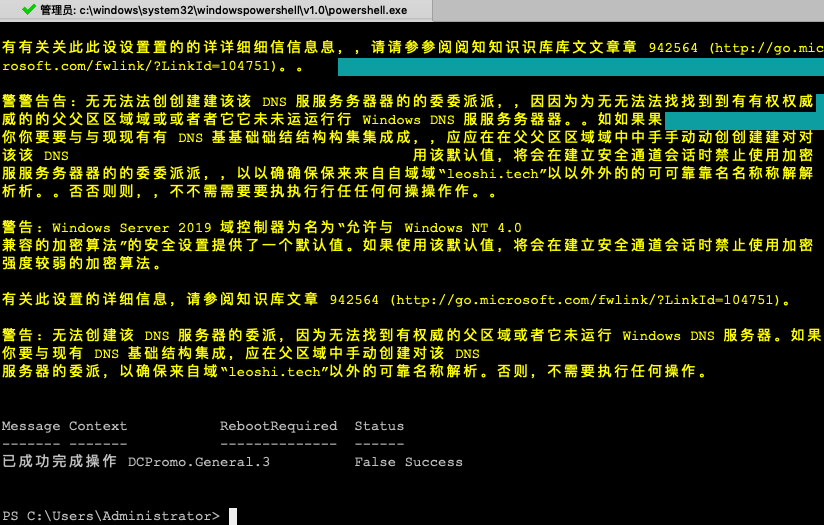 管理员: c:\windows\system32\windowspowershell\v1.0\powershell.exe
有有关关此此设设置置的的详详细细信信息息，，请请参参阅阅知知识识库库文文章章 942564 (http://go.mic
rosoft.com/fwlink/?LinkId=104751)。。
警警告告：无无法法创创建建该该 DNS 服服务务器器的的委委派派，，因因为为无无法法找找到到有有权权威
威的的父父区区域域或或者者它它未未运运行行 Windows DNS 服服务务器器。。如如果果
你你要要与与现现有有 DNS 基基础础结结构构集集成成，，应应在在父父区区域域中中手手动动创创建建对对
该该 DNS 用该默认值，将会在建立安全通道会话时禁止使用加密
服服务务器器的的委委派派，，以以确确保保来来自自域域“leoshi.tech”以以外外的的可可靠靠名名称称解解
析析。。否否则则，，不不需需要要执执行行任任何何操操作作。。
警告：Windows Server 2019 域控制器为名为“允许与 Windows NT 4.0
兼容的加密算法”的安全设置提供了一个默认值。如果使用该默认值，将会在建立安全通道会话时禁止使用加密
强度较弱的加密算法。
有关此设置的详细信息，请参阅知识库文章 942564 (http://go.microsoft.com/fwlink/?LinkId=104751)。
警告：无法创建该 DNS 服务器的委派，因为无法找到有权威的父区域或者它未运行 Windows DNS 服务器。如果
你要与现有 DNS 基础结构集成，应在父区域中手动创建对该 DNS
服务器的委派，以确保来自域“leoshi.tech”以外的可靠名称解析。否则，不需要执行任何操作。
Message Context RebootRequired Status
------- ------- -------------- ------
已成功完成操作 DCPromo.General.3 False Success
PS C:\Users\Administrator>